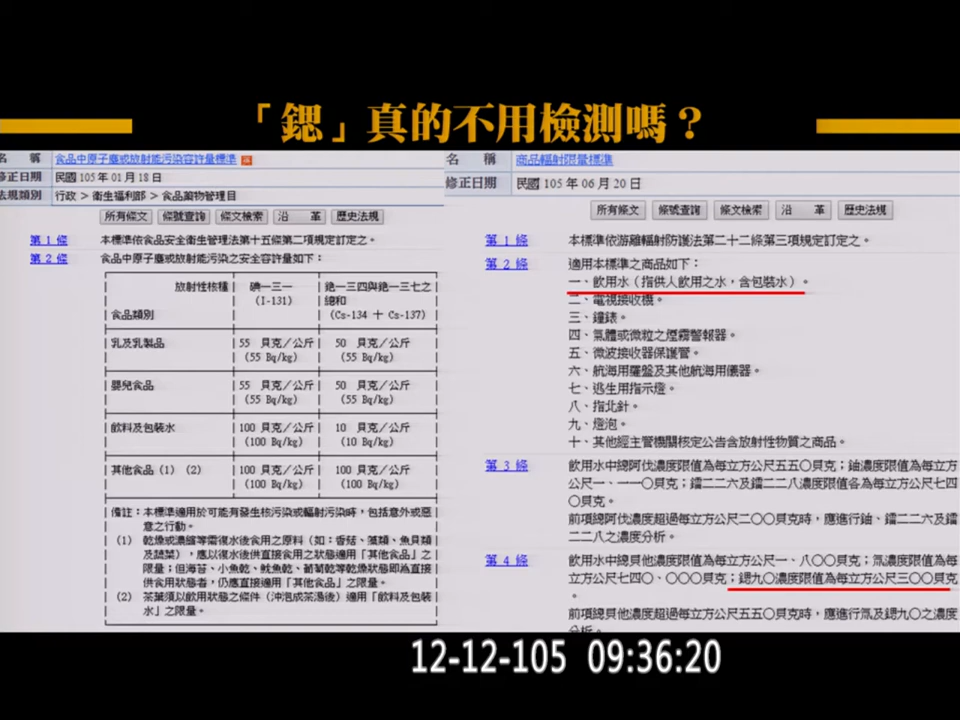 「鍶」真的不用檢測嗎？
名 稱 食品中原子塵或放射能污染容許量標準
修正日期 民國 105 年 01 月 18 日
法規類別 行政 > 衛生福利部 > 食品藥物管理目
所有條文 條號查詢 條文檢索 沿 革 歷史法規
第 1 條 本標準依食品安全衛生管理法第十五條第二項規定訂定之。
第 2 條 食品中原子塵或放射能污染之安全容許量如下：
放射性核種 碘一三一 銫一三四與銫一三七之
(I-131) 總和
食品類別 (Cs-134 ＋ Cs-137)
乳及乳製品 55 貝克／公斤 50 貝克／公斤
(55 Bq/kg) (50 Bq/kg)
嬰兒食品 55 貝克／公斤 50 貝克／公斤
(55 Bq/kg) (50 Bq/kg)
飲料及包裝水 100 貝克／公斤 10 貝克／公斤
(100 Bq/kg) (10 Bq/kg)
其他食品 (1) (2) 100 貝克／公斤 100 貝克／公斤
(100 Bq/kg) (100 Bq/kg)
備註：本標準適用於可能有發生核污染或輻射污染時，包括意外或惡
意之行動。
(1) 乾燥或濃縮等需復水後食用之原料（如：香菇、藻類、魚貝類
及蔬菜），應以復水後供直接食用之狀態適用「其他食品」之
限量；但海苔、小魚乾、魷魚乾、葡萄乾等乾燥狀態即為直接
供食用狀態者，仍應直接適用「其他食品」之限量。
(2) 茶葉須以飲用狀態之條件（沖泡成茶湯後）適用「飲料及包裝
水」之限量。
名 稱 商品輻射限量標準
修正日期 民國 105 年 06 月 20 日
所有條文 條號查詢 條文檢索 沿 革 歷史法規
第 1 條 本標準依游離輻射防護法第二十二條第三項規定訂定之。
第 2 條 適用本標準之商品如下：
一、飲用水（指供人飲用之水，含包裝水）。
二、電視接收機。
三、鐘錶。
四、氣體或微粒之煙霧警報器。
五、微波接收器保護管。
六、航海用羅盤及其他航海用儀器。
七、逃生用指示燈。
八、指北針。
九、燈泡。
十、其他經主管機關核定公告含放射性物質之商品。
第 3 條 飲用水中總阿伐濃度限值為每立方公尺五五○貝克；鈾濃度限值為每立方
公尺一、一一○貝克；鐳二二六及鐳二二八濃度限值各為每立方公尺七四
○貝克。
前項總阿伐濃度超過每立方公尺二○○貝克時，應進行鈾、鐳二二六及鐳
二二八之濃度分析。
第 4 條 飲用水中總貝他濃度限值為每立方公尺一、八○○貝克；氚濃度限值為每
立方公尺七四○、○○○貝克；鍶九○濃度限值為每立方公尺三○○貝克
。
前項總貝他濃度超過每立方公尺五五○貝克時，應進行氚及鍶九○之濃度
分析。
12-12-105 09:36:20